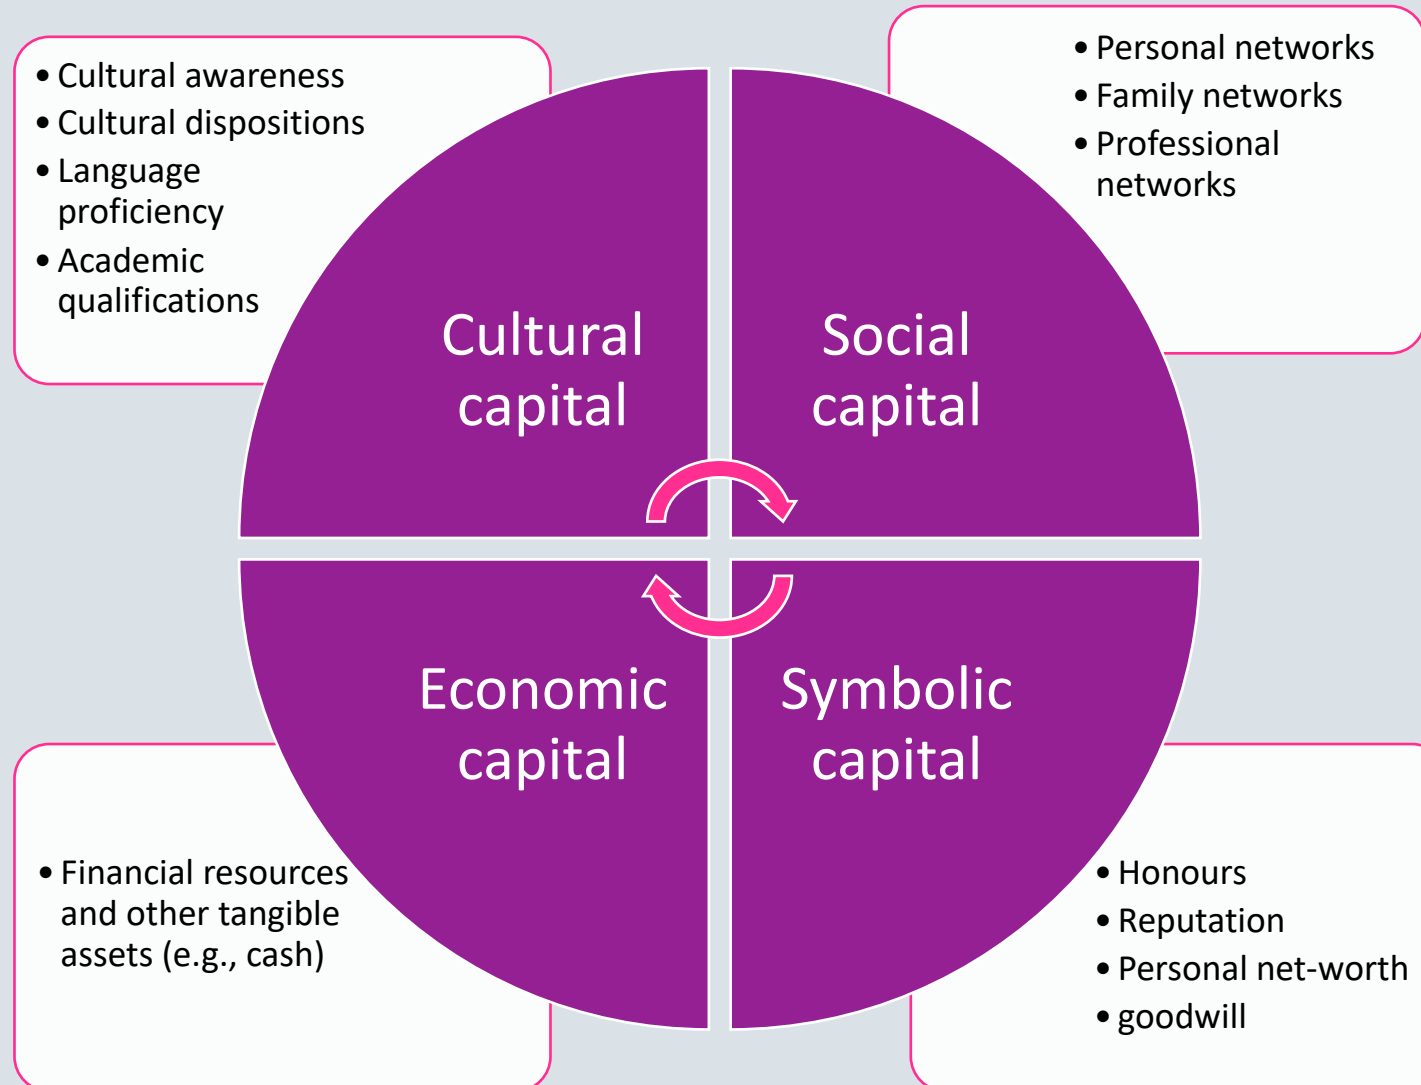 • Cultural awareness
• Cultural dispositions
• Language
proficiency
• Academic
qualifications
• Personal networks
• Family networks
• Professional
networks
Cultural
capital
Social
capital
Economic
capital
Symbolic
capital
• Financial resources
and other tangible
assets (e.g., cash)
• Honours
• Reputation
• Personal net-worth
• goodwill